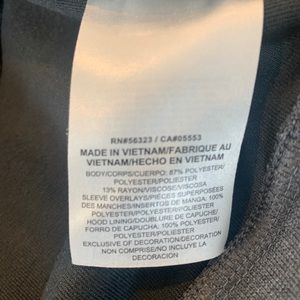 RN#56323 / CA#05553
MADE IN VIETNAM/FABRIQUE AU
VIETNAM/HECHO EN VIETNAM
BODY/CORPS/CUERPO: 87% POLYESTER/
POLYESTER/POLIESTER
13% RAYON/VISCOSE/VISCOSA
SLEEVE OVERLAYS/PIECES SUPERPOSÉES
DES MANCHES/INSERTOS DE MANGA: 100%
POLYESTER/POLYESTER/POLIESTER
HOOD LINING/DOUBLURE DE CAPUCHE/
FORRO DE CAPUCHA: 100% POLYESTER/
POLYESTER/POLIESTER
EXCLUSIVE OF DECORATION/DECORATION
NON COMPRISE/NO INCLUYE LA
DECORACION